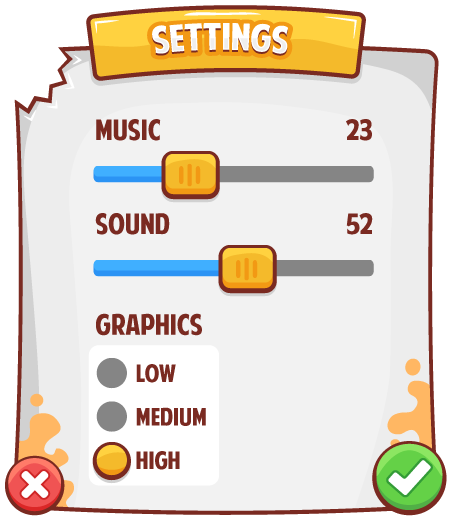 SETTINGS
MUSIC 23
SOUND 52
GRAPHICS
LOW
MEDIUM
HIGH